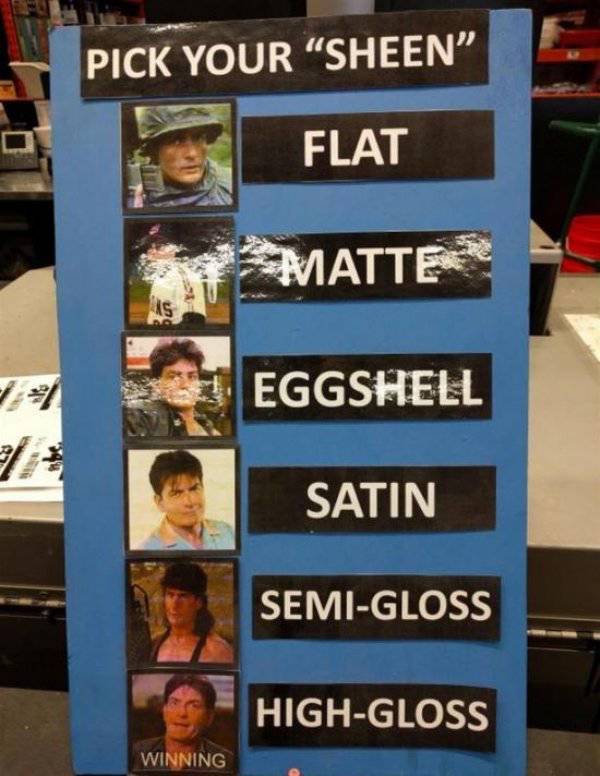 PICK YOUR “SHEEN”
FLAT
MATTE
EGGSHELL
SATIN
SEMI-GLOSS
WINNING
HIGH-GLOSS